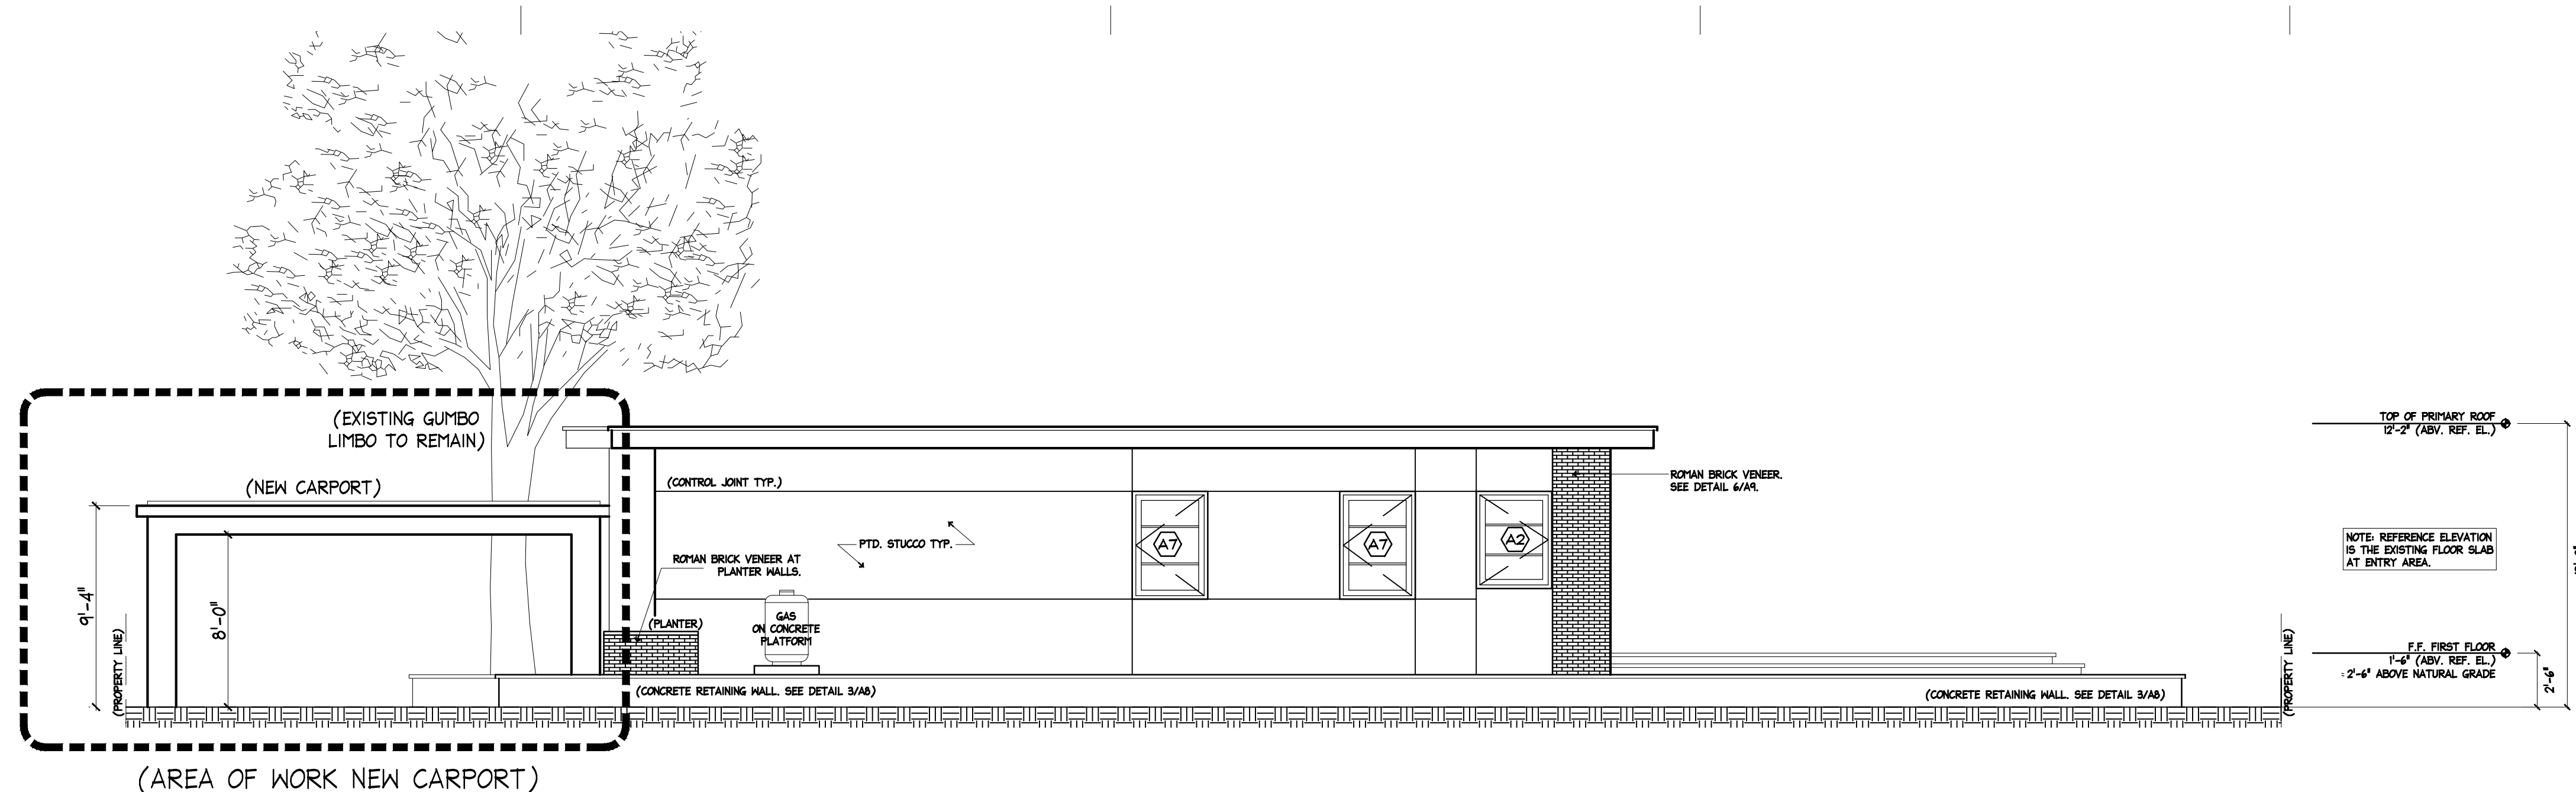 (EXISTING GUMBO
LIMBO TO REMAIN)
(NEW CARPORT)
9'-4"
8'-0"
(PROPERTY LINE)
(CONTROL JOINT TYP.)
PTD. STUCCO TYP.
ROMAN BRICK VENEER AT
PLANTER WALLS.
(PLANTER)
GAS
ON CONCRETE
PLATFORM
A7
A7
A2
ROMAN BRICK VENEER.
SEE DETAIL 6/A9.
(CONCRETE RETAINING WALL. SEE DETAIL 3/A8)
(CONCRETE RETAINING WALL. SEE DETAIL 3/A8)
(PROPERTY LINE)
TOP OF PRIMARY ROOF
12'-2" (ABV. REF. EL.)
NOTE: REFERENCE ELEVATION
IS THE EXISTING FLOOR SLAB
AT ENTRY AREA.
F.F. FIRST FLOOR
1'-6" (ABV. REF. EL.)
= 2'-6" ABOVE NATURAL GRADE
2'-6"
(AREA OF WORK NEW CARPORT)